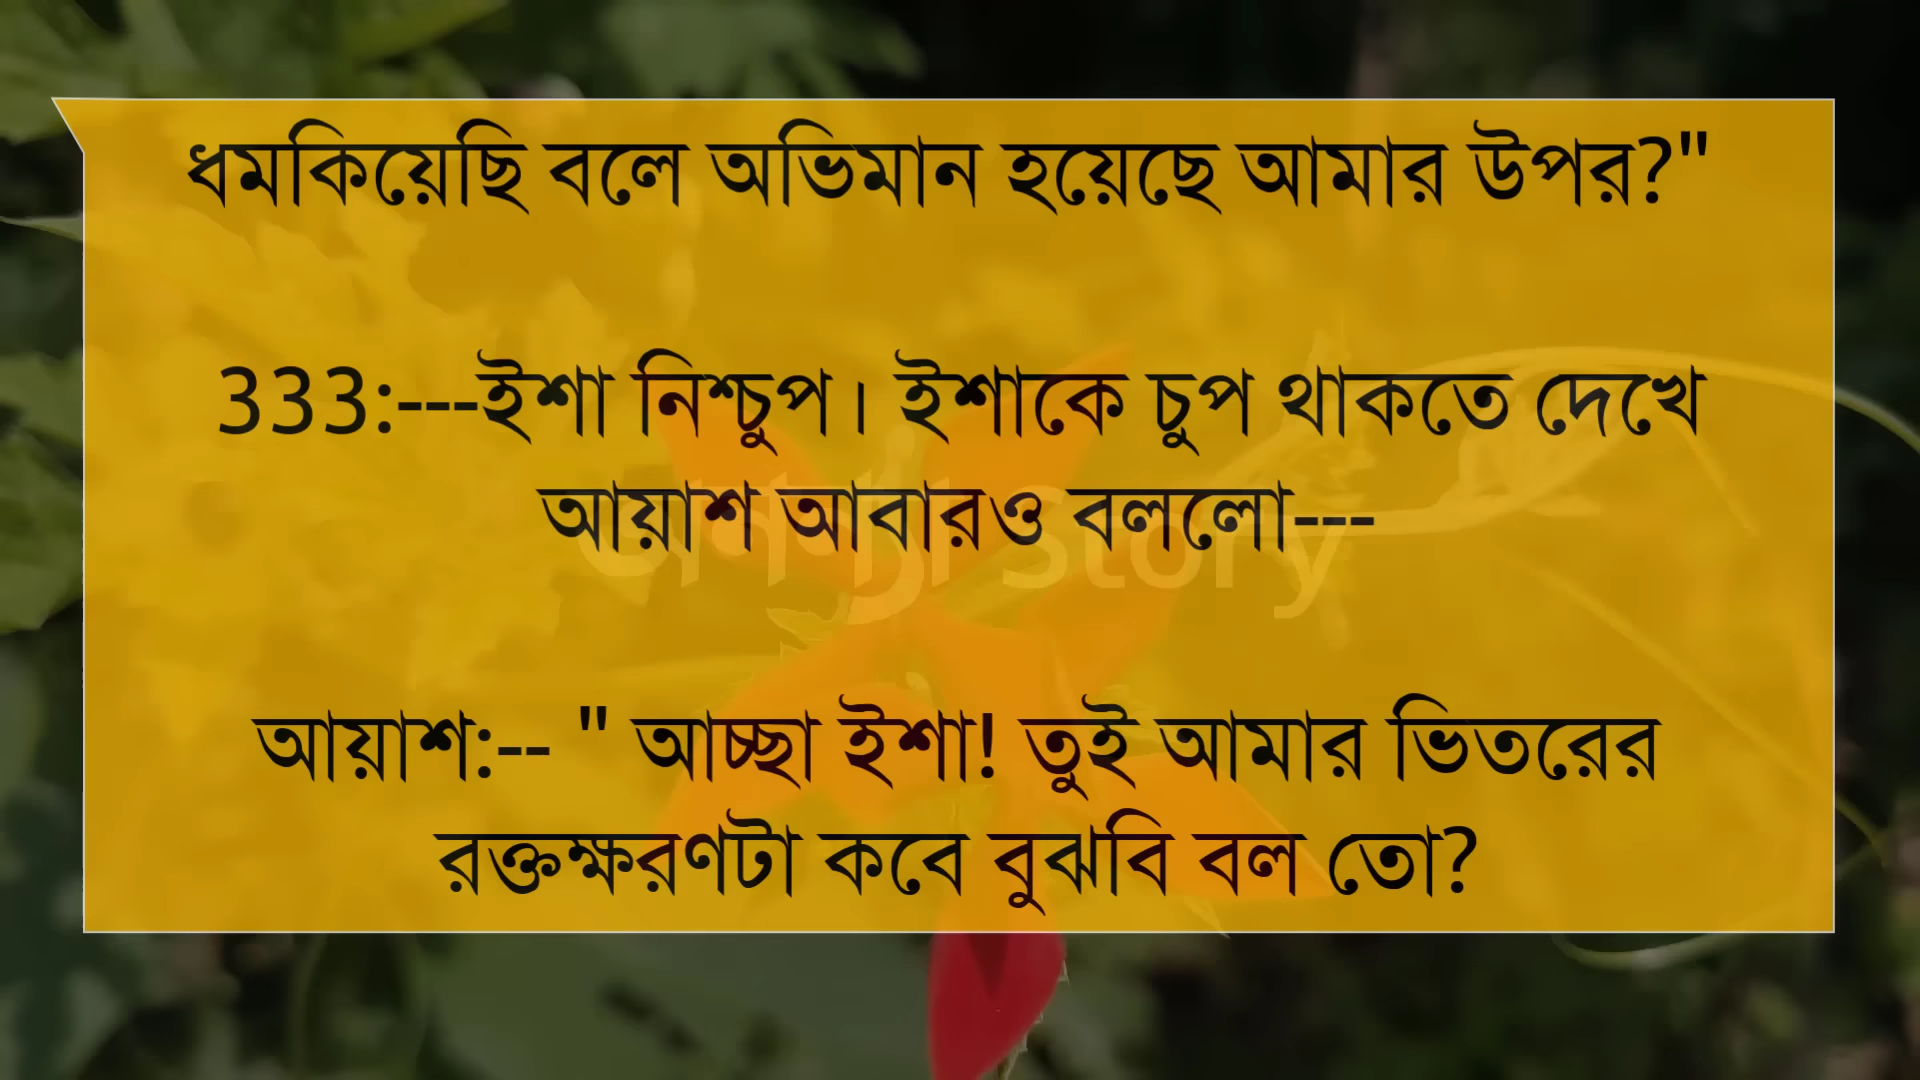 ধমকিয়েছি বলে অভিমান হয়েছে আমার উপর?"
333:---ইশা নিশ্চুপ। ইশাকে চুপ থাকতে দেখে
আয়াশ আবারও বললো---
আয়াশ:-- " আচ্ছা ইশা! তুই আমার ভিতরের
রক্তক্ষরণটা কবে বুঝবি বল তো?
Story